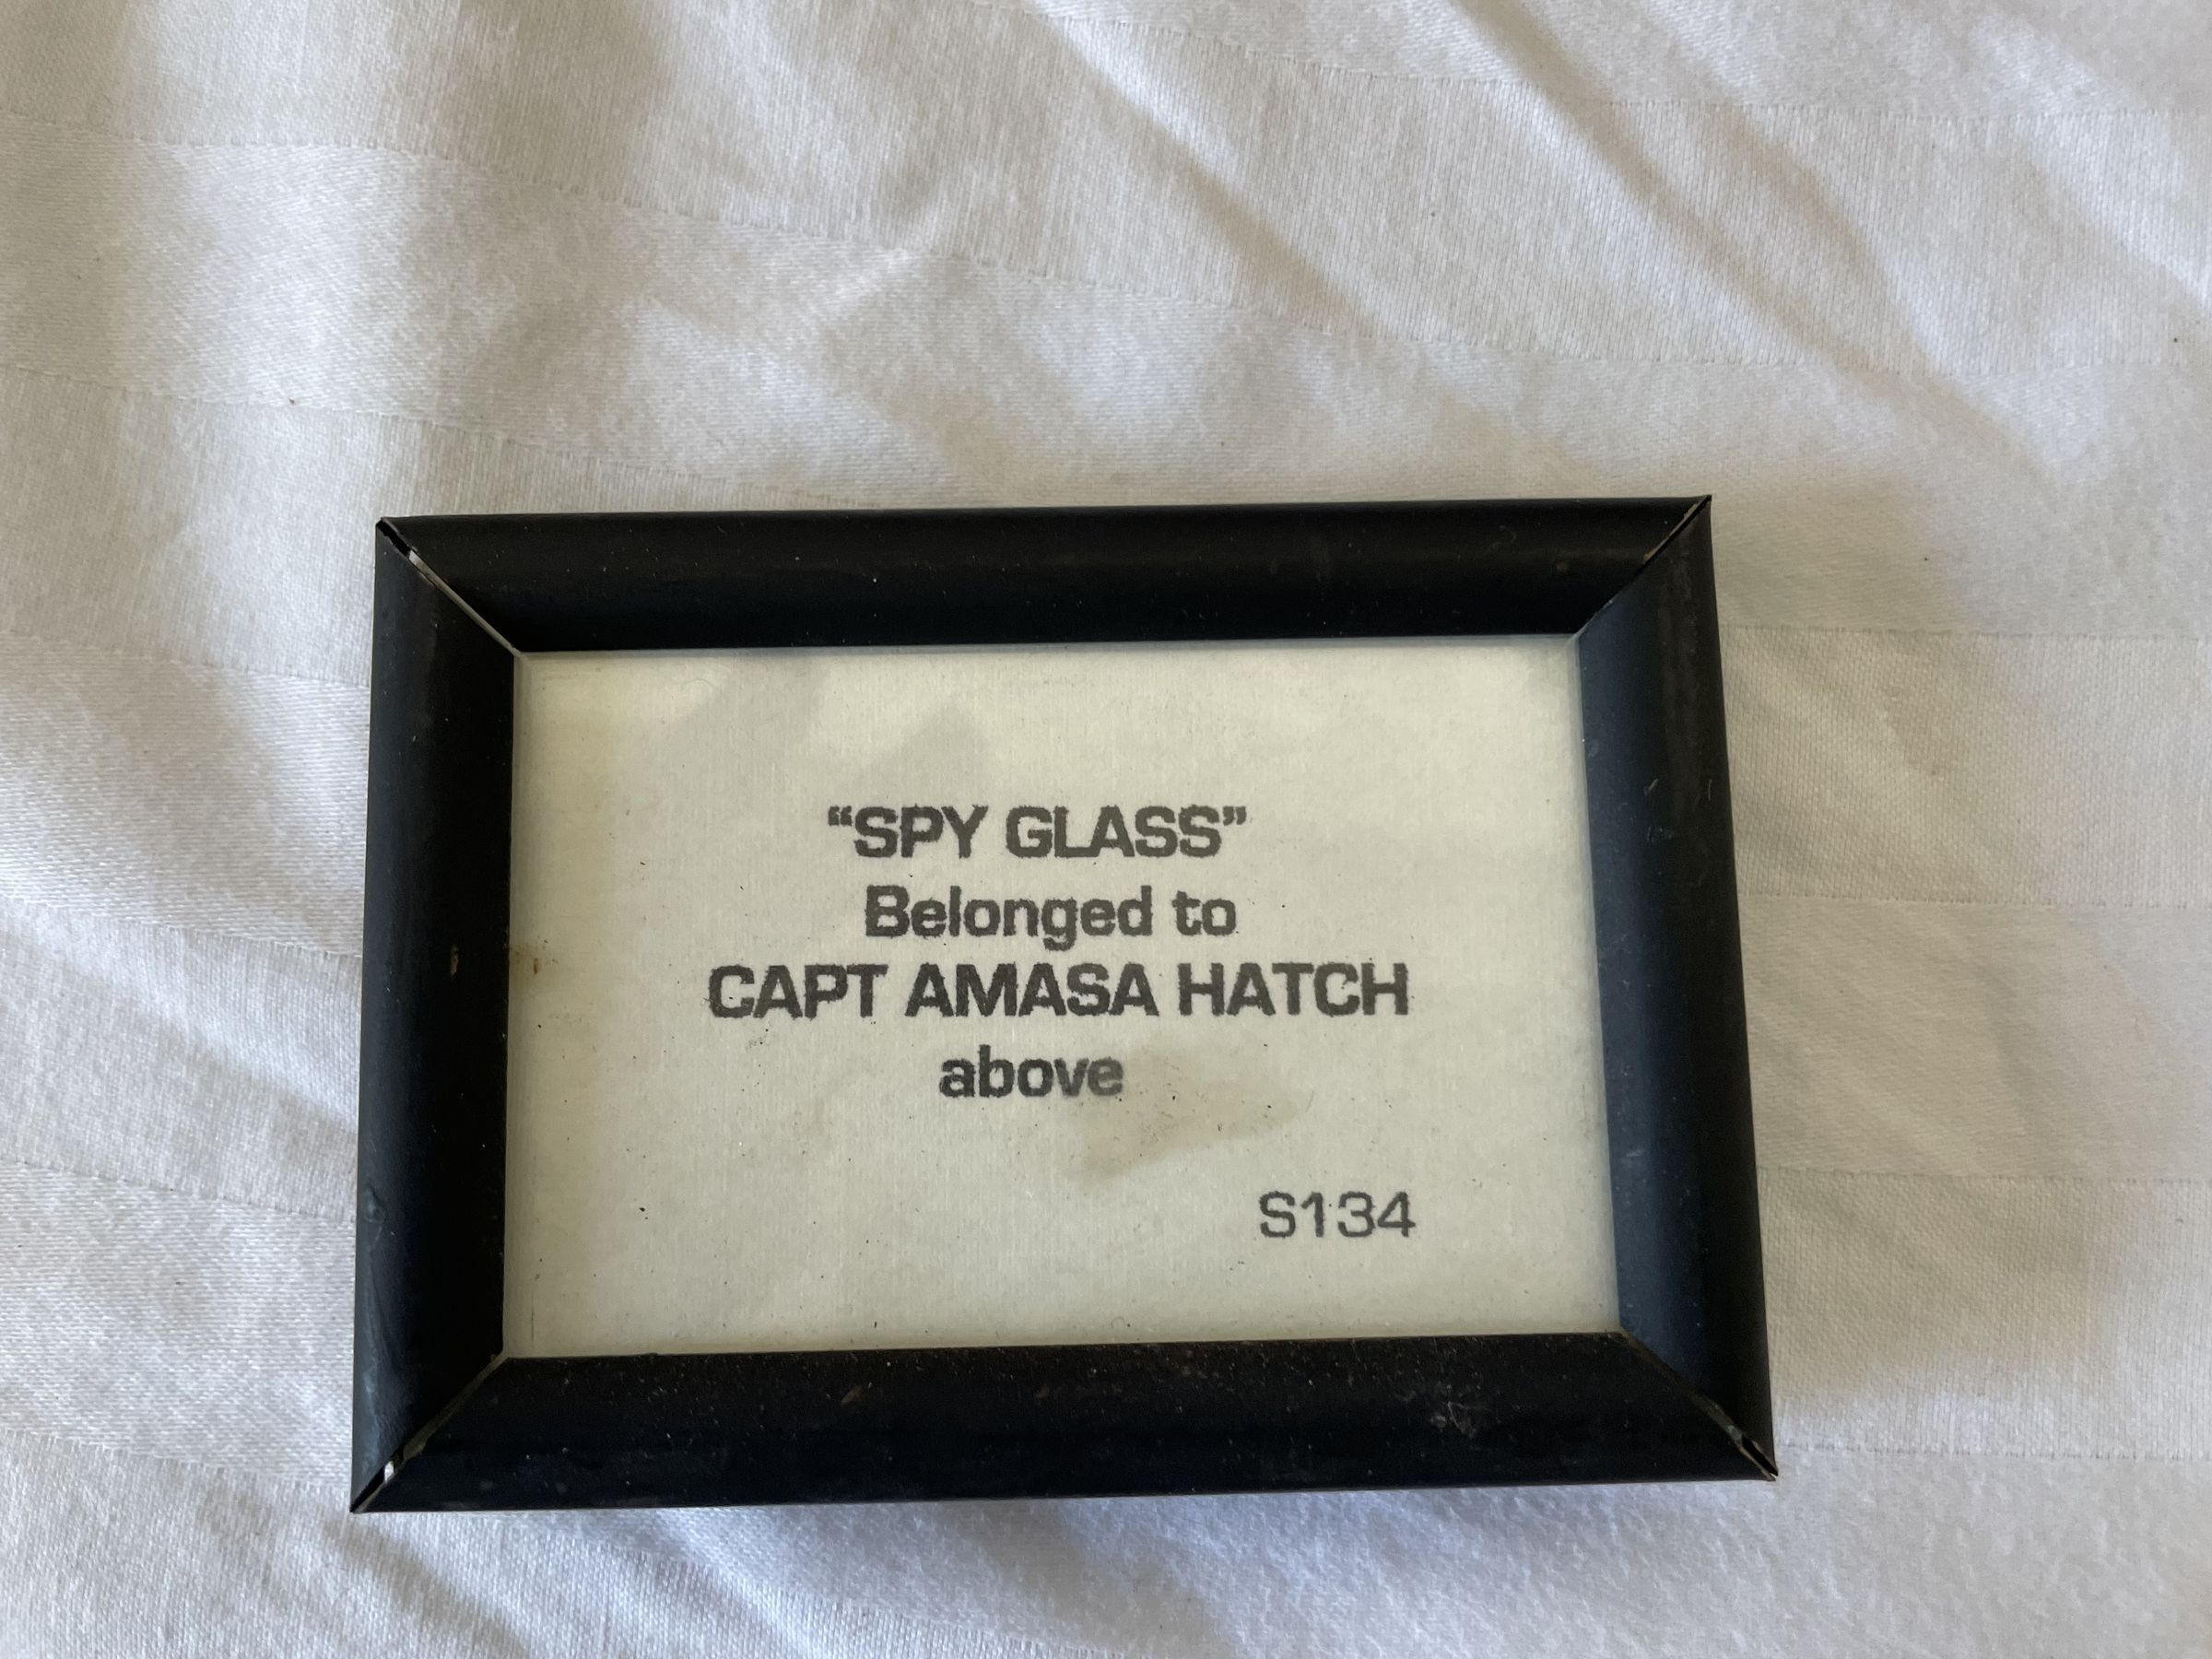 “SPY GLASS”
Belonged to
CAPT AMASA HATCH
above
S134